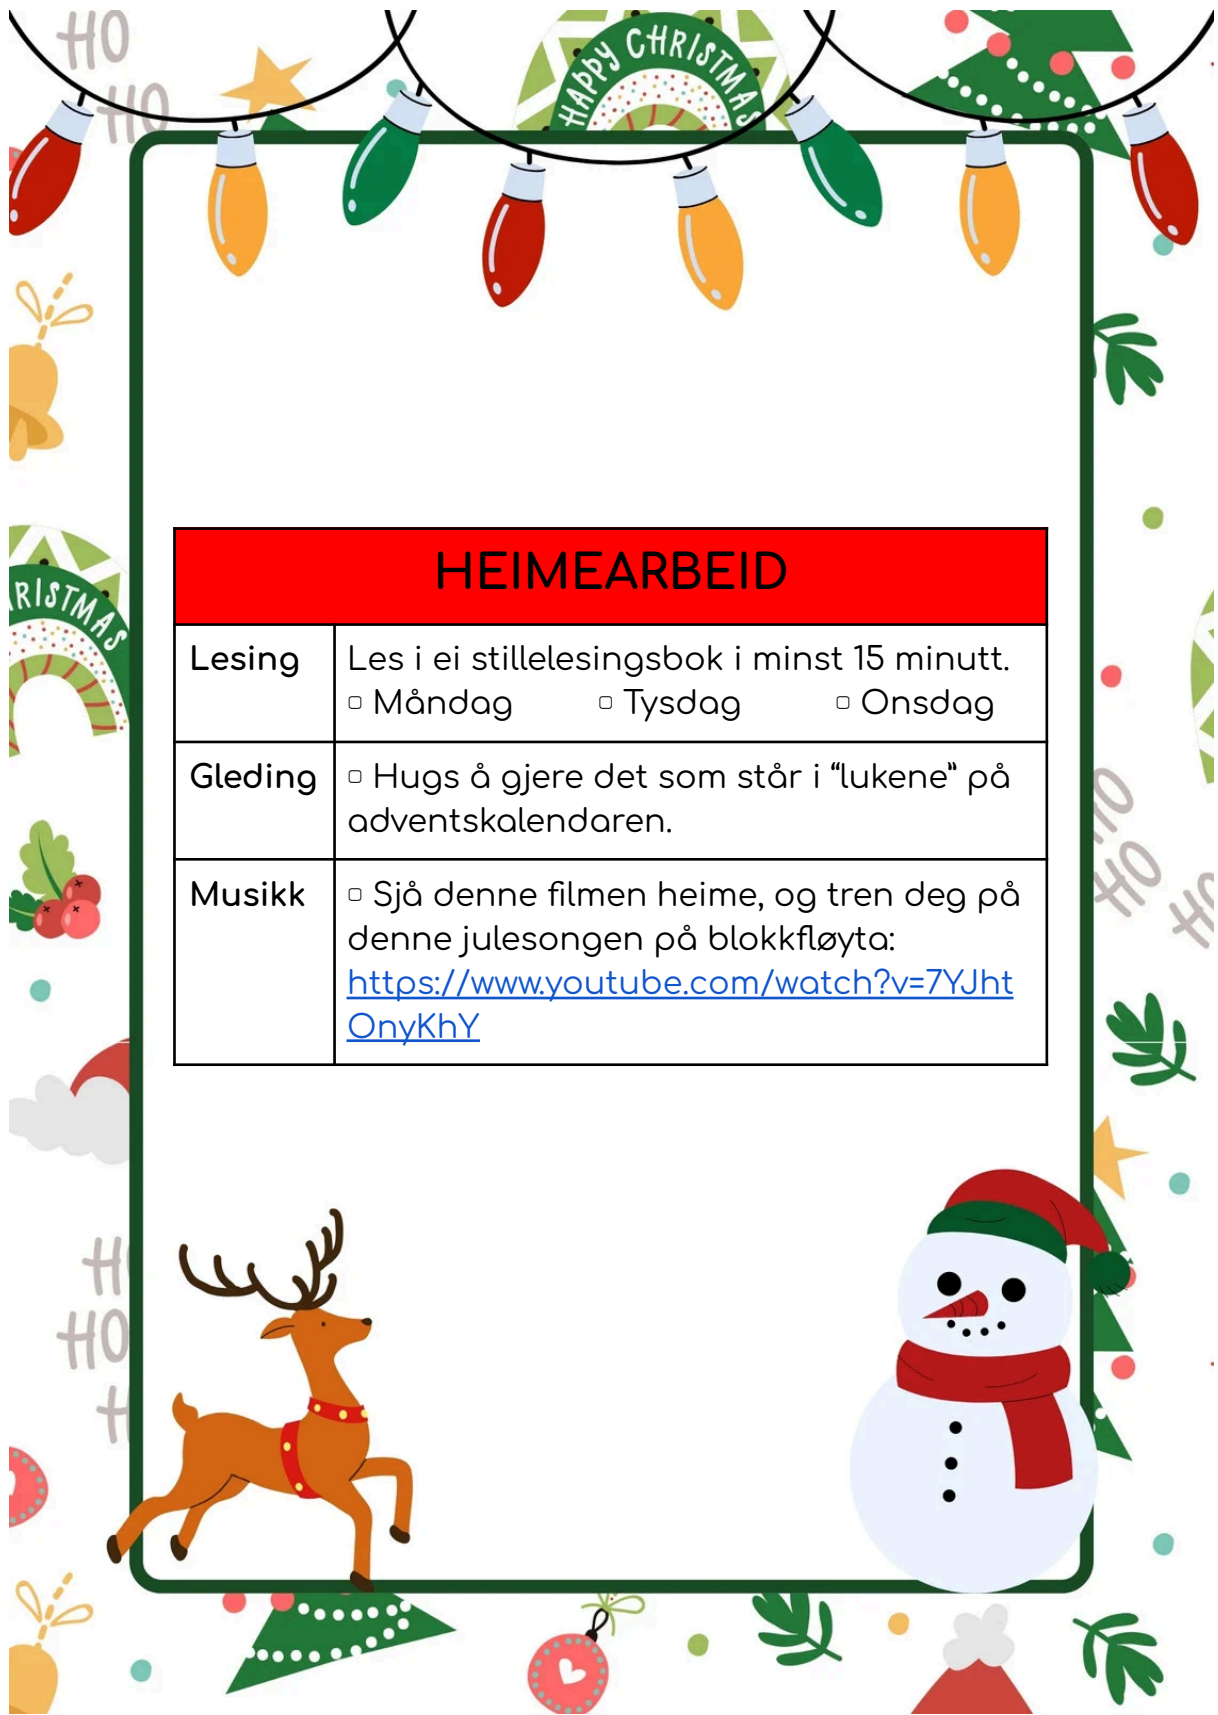 HO
HO
HAPPY CHRISTMAS
HEIMEARBEID
Lesing
Les i ei stillelesingsbok i minst 15 minutt.
▢ Måndag ▢ Tysdag ▢ Onsdag
Gleding
▢ Hugs å gjere det som står i “lukene” på
adventskalendaren.
Musikk
▢ Sjå denne filmen heime, og tren deg på
denne julesongen på blokkfløyta:
https://www.youtube.com/watch?v=7YJht
OnyKhY
RISTMAS
HO
HO
HO